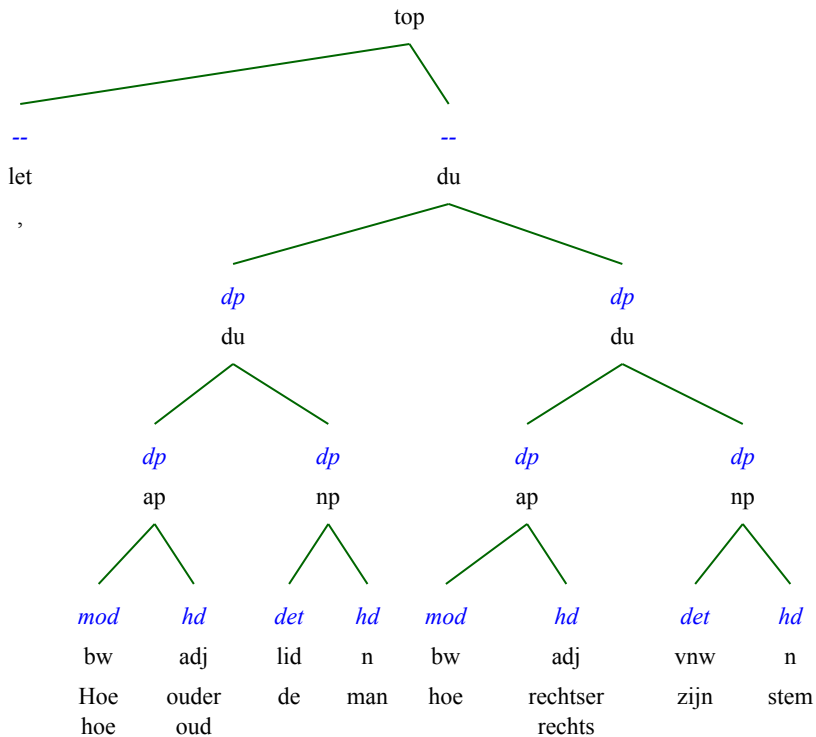 top
-- --
let du
,
dp dp
du du
dp dp dp dp
ap np ap np
mod hd det hd mod hd det hd
bw adj lid n bw adj vnw n
Hoe ouder de man hoe rechtser zijn stem
hoe oud rechts